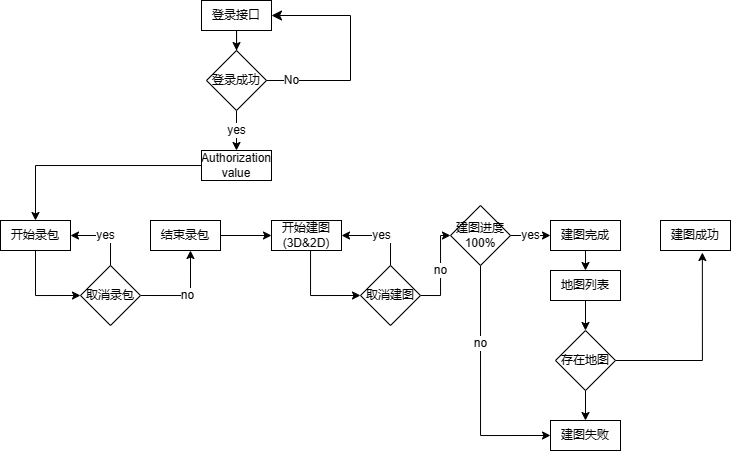 登录接口
登录成功
No
yes
Authorization
value
开始录包
yes
取消录包
no
结束录包
开始建图
(3D&2D)
yes
取消建图
no
建图进度
100%
yes
no
建图完成
地图列表
存在地图
建图成功
建图失败